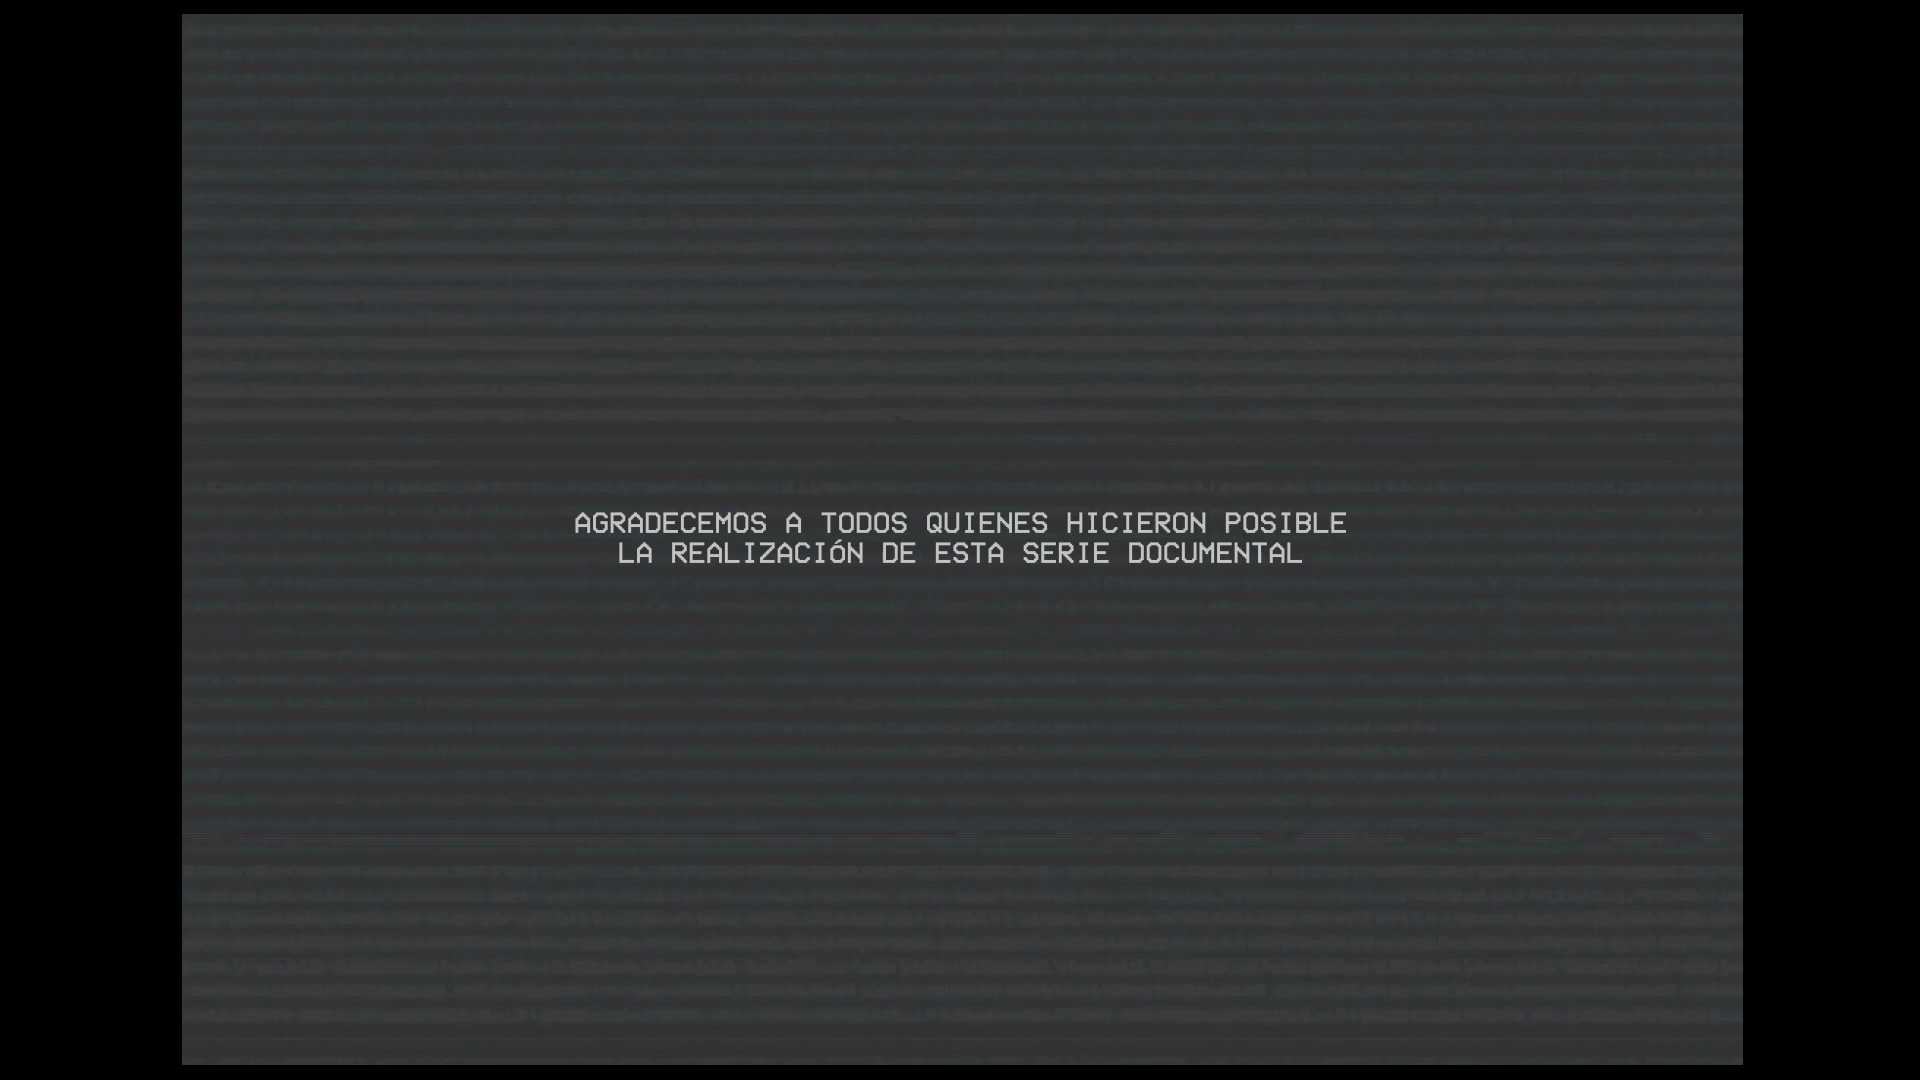 AGRADECEMOS A TODOS QUIENES HICIERON POSIBLE
LA REALIZACIÓN DE ESTA SERIE DOCUMENTAL